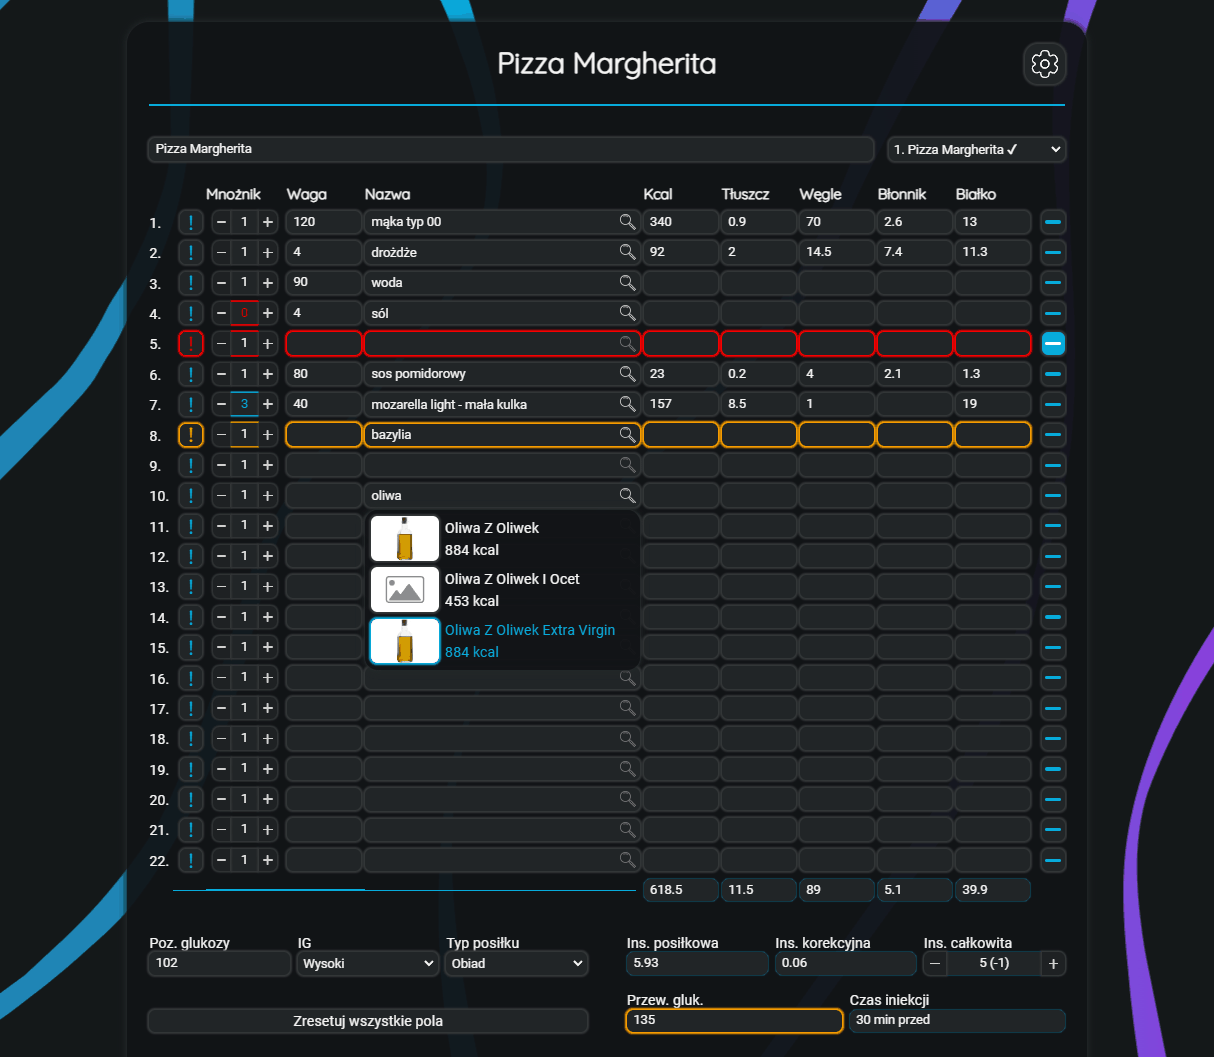 Pizza Margherita
Pizza Margherita 1. Pizza Margherita ✓
Mnożnik Waga Nazwa Kcal Tłuszcz Węgle Błonnik Białko
1. ! − 1 + 120 mąka typ 00 340 0.9 70 2.6 13
2. ! − 1 + 4 drożdże 92 2 14.5 7.4 11.3
3. ! − 1 + 90 woda
4. ! − 0 + 4 sól
5. ! − 1 +
6. ! − 1 + 80 sos pomidorowy 23 0.2 4 2.1 1.3
7. ! − 3 + 40 mozarella light - mała kulka 157 8.5 1 19
8. ! − 1 + bazylia
9. ! − 1 +
10. ! − 1 + oliwa
11. ! − 1 + Oliwa Z Oliwek
12. ! − 1 + 884 kcal
13. ! − 1 + Oliwa Z Oliwek I Ocet
453 kcal
14. ! − 1 + Oliwa Z Oliwek Extra Virgin
15. ! − 1 + 884 kcal
16. ! − 1 +
17. ! − 1 +
18. ! − 1 +
19. ! − 1 +
20. ! − 1 +
21. ! − 1 +
22. ! − 1 +
618.5 11.5 89 5.1 39.9
Poz. glukozy IG Typ posiłku Ins. posiłkowa Ins. korekcyjna Ins. całkowita
102 Wysoki Obiad 5.93 0.06 − 5 (-1) +
Przew. gluk. Czas iniekcji
Zresetuj wszystkie pola 135 30 min przed